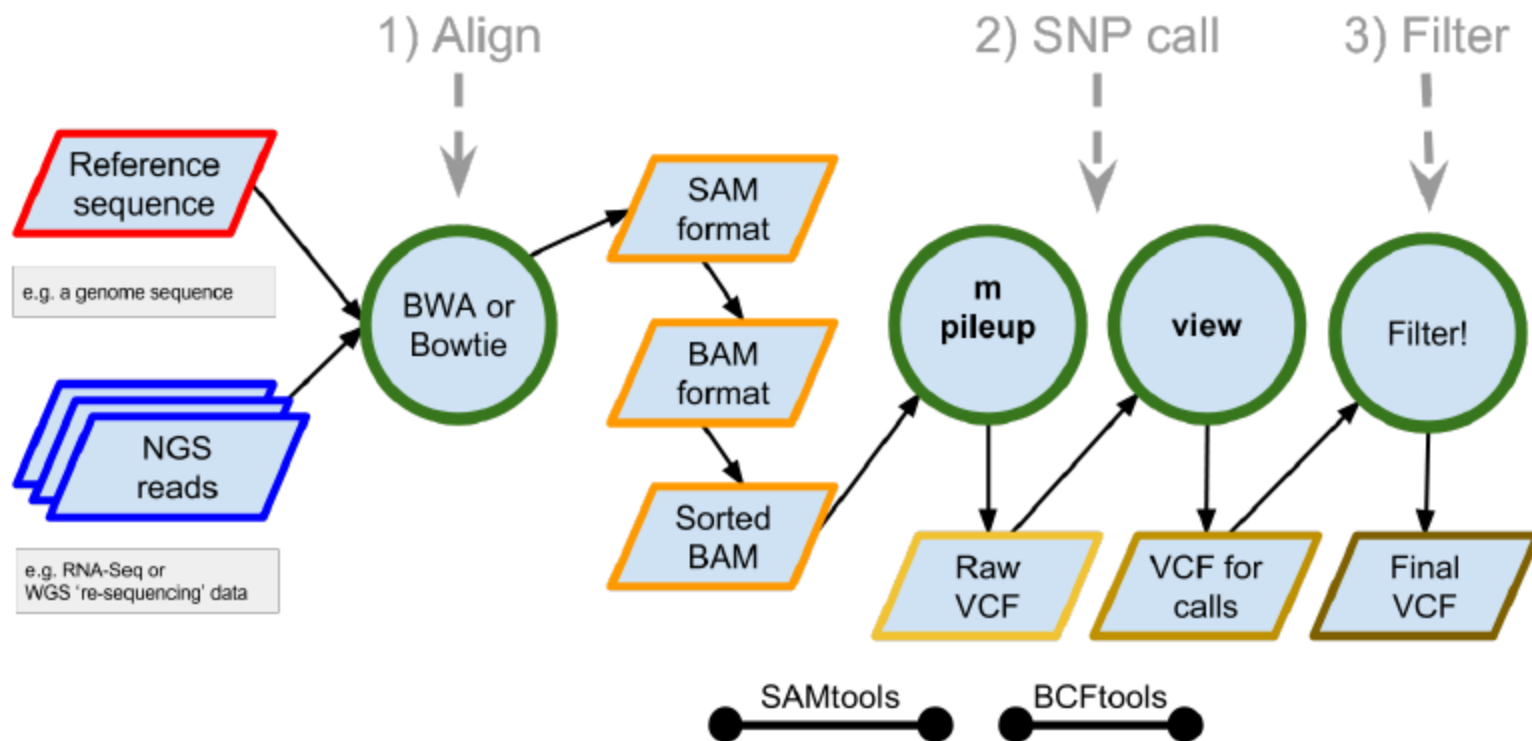 1) Align
2) SNP call
3) Filter
Reference
sequence
e.g. a genome sequence
NGS
reads
e.g. RNA-Seq or
WGS 're-sequencing' data
BWA or
Bowtie
SAM
format
BAM
format
Sorted
BAM
m
pileup
view
Filter!
Raw
VCF
VCF for
calls
Final
VCF
SAMtools
BCFtools